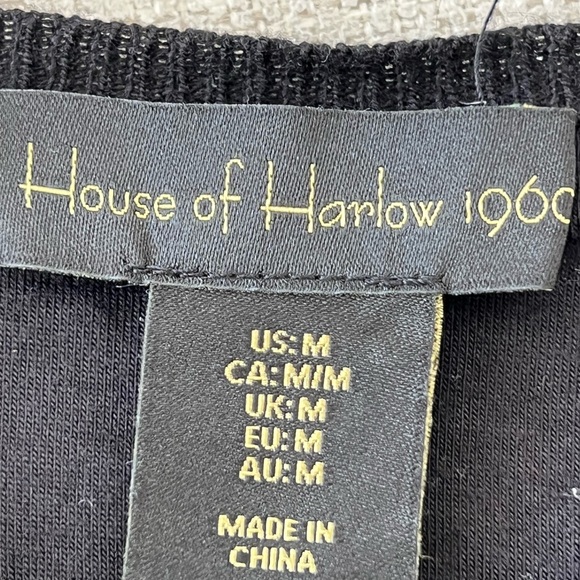 House of Harlow 1960
US: M
CA: M/M
UK: M
EU: M
AU: M
MADE IN
CHINA